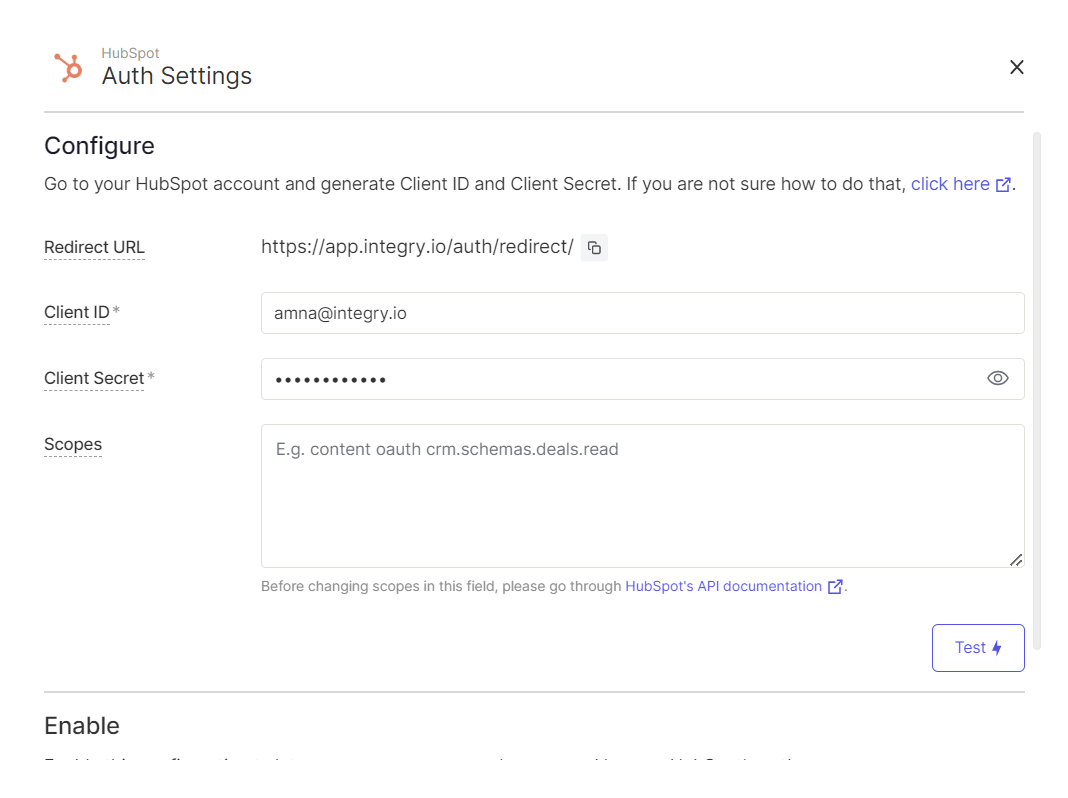 HubSpot
Auth Settings
Configure
Go to your HubSpot account and generate Client ID and Client Secret. If you are not sure how to do that, click here.
Redirect URL https://app.integry.io/auth/redirect/
Client ID* amna@integry.io
Client Secret* ••••••••••••
Scopes E.g. content oauth crm.schemas.deals.read
Before changing scopes in this field, please go through HubSpot's API documentation.
Test
Enable